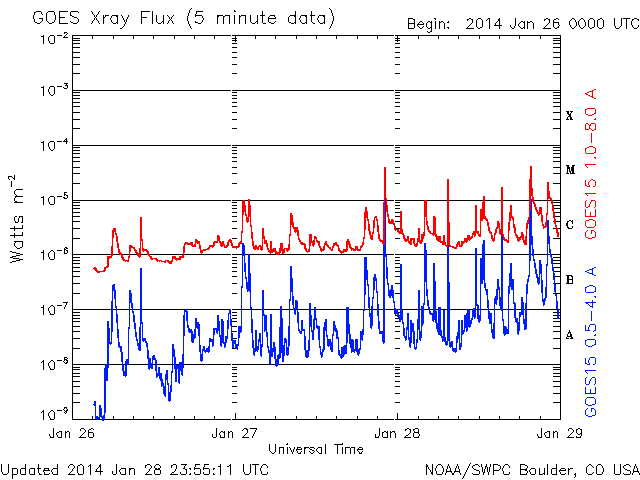 GOES Xray Flux (5 minute data)
Begin: 2014 Jan 26 0000 UTC
10-2
10-3
10-4
10-5
10-6
10-7
10-8
10-9
Watts m-2
X
M
C
B
A
GOES15 1.0-8.0 A
GOES15 0.5-4.0 A
Jan 26
Jan 27
Jan 28
Jan 29
Universal Time
Updated 2014 Jan 28 23:55:11 UTC
NOAA/SWPC Boulder, CO USA